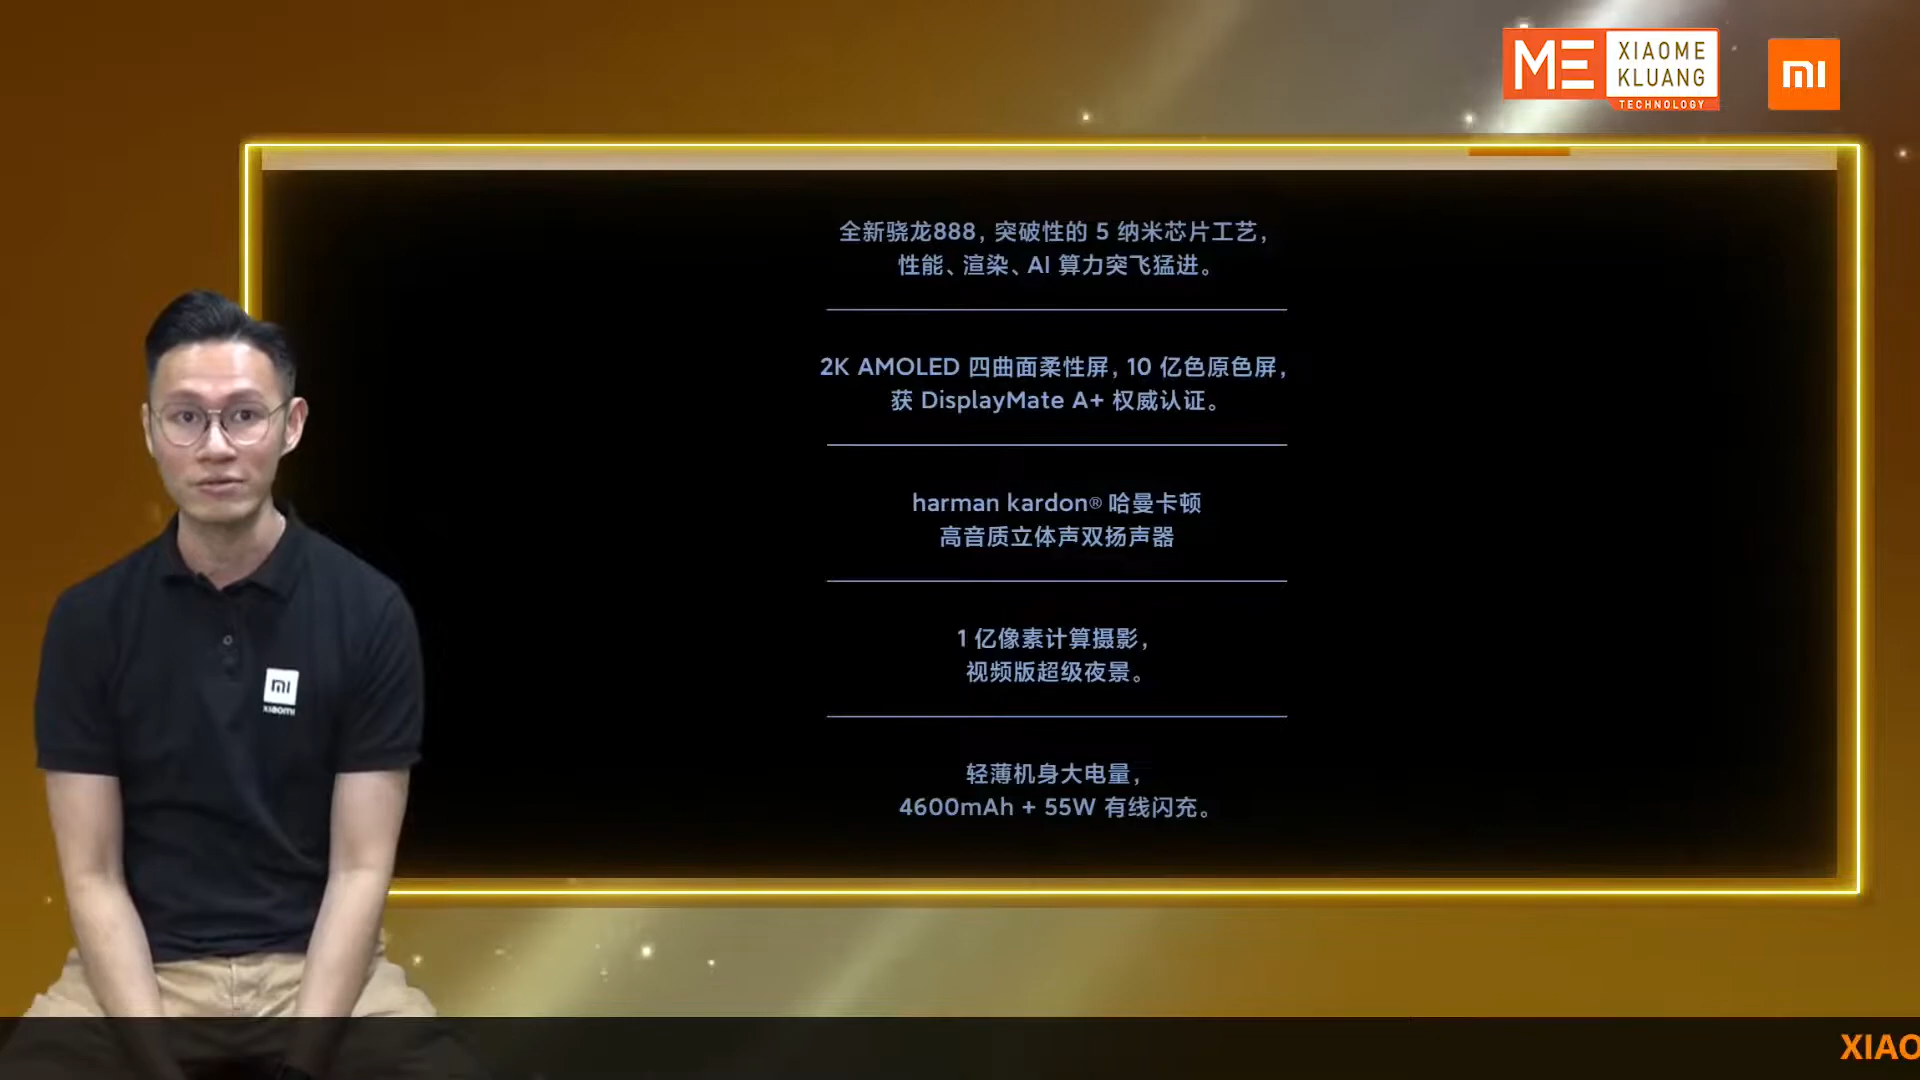 ME
XIAOME
KLUANG
TECHNOLOGY
mi
全新骁龙888, 突破性的 5 纳米芯片工艺,
性能、渲染、AI 算力突飞猛进。
2K AMOLED 四曲面柔性屏, 10 亿色原色屏,
获 DisplayMate A+ 权威认证。
harman kardon® 哈曼卡顿
高音质立体声双扬声器
1 亿像素计算摄影,
视频版超级夜景。
轻薄机身大电量,
4600mAh + 55W 有线闪充。
mi
xiaomi
XIAO